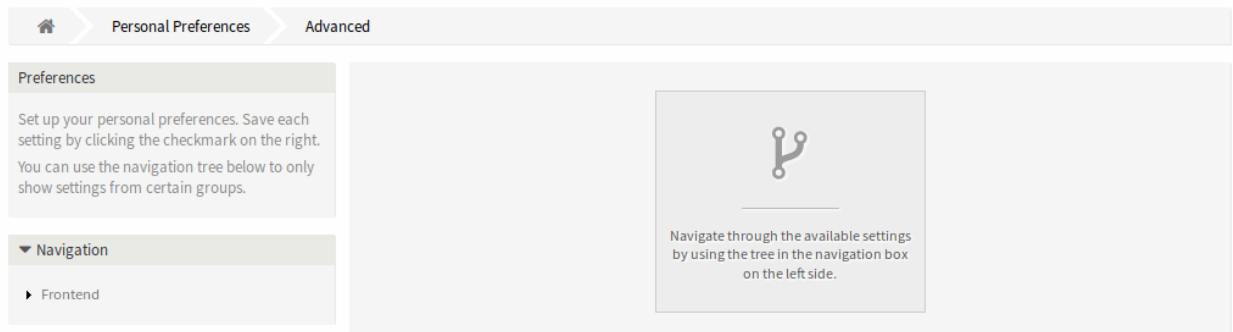 Personal Preferences
Advanced
Preferences
Set up your personal preferences. Save each
setting by clicking the checkmark on the right.
You can use the navigation tree below to only
show settings from certain groups.
Navigation
Frontend
Navigate through the available settings
by using the tree in the navigation box
on the left side.